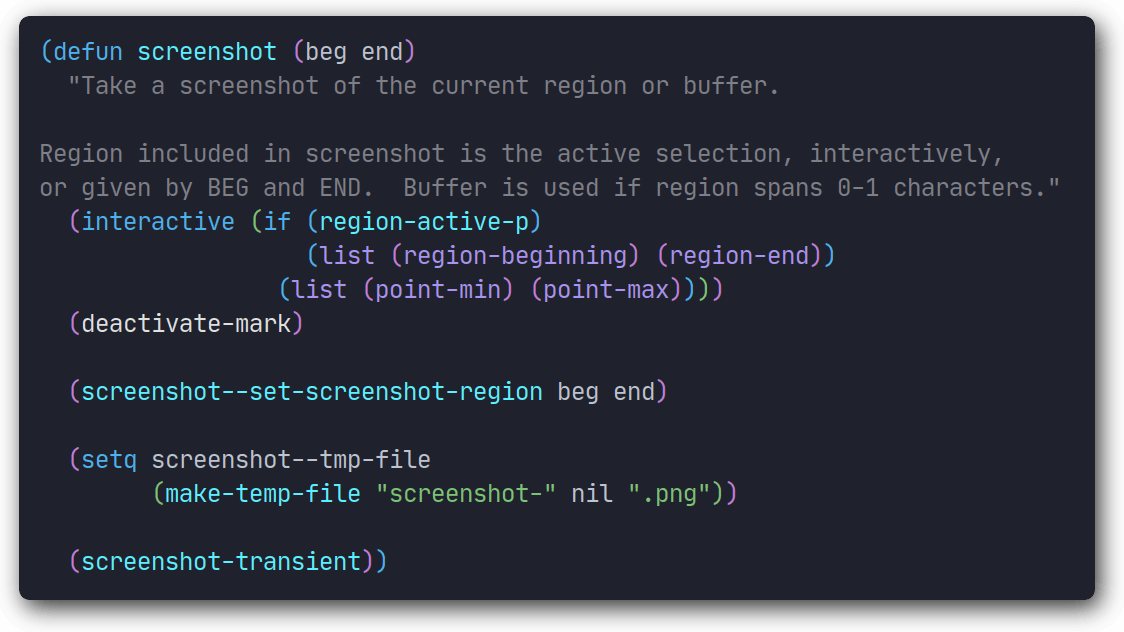 (defun screenshot (beg end)
  "Take a screenshot of the current region or buffer.

Region included in screenshot is the active selection, interactively,
or given by BEG and END.  Buffer is used if region spans 0-1 characters."
  (interactive (if (region-active-p)
                   (list (region-beginning) (region-end))
                 (list (point-min) (point-max))))
  (deactivate-mark)

  (screenshot--set-screenshot-region beg end)

  (setq screenshot--tmp-file
        (make-temp-file "screenshot-" nil ".png"))

  (screenshot-transient))